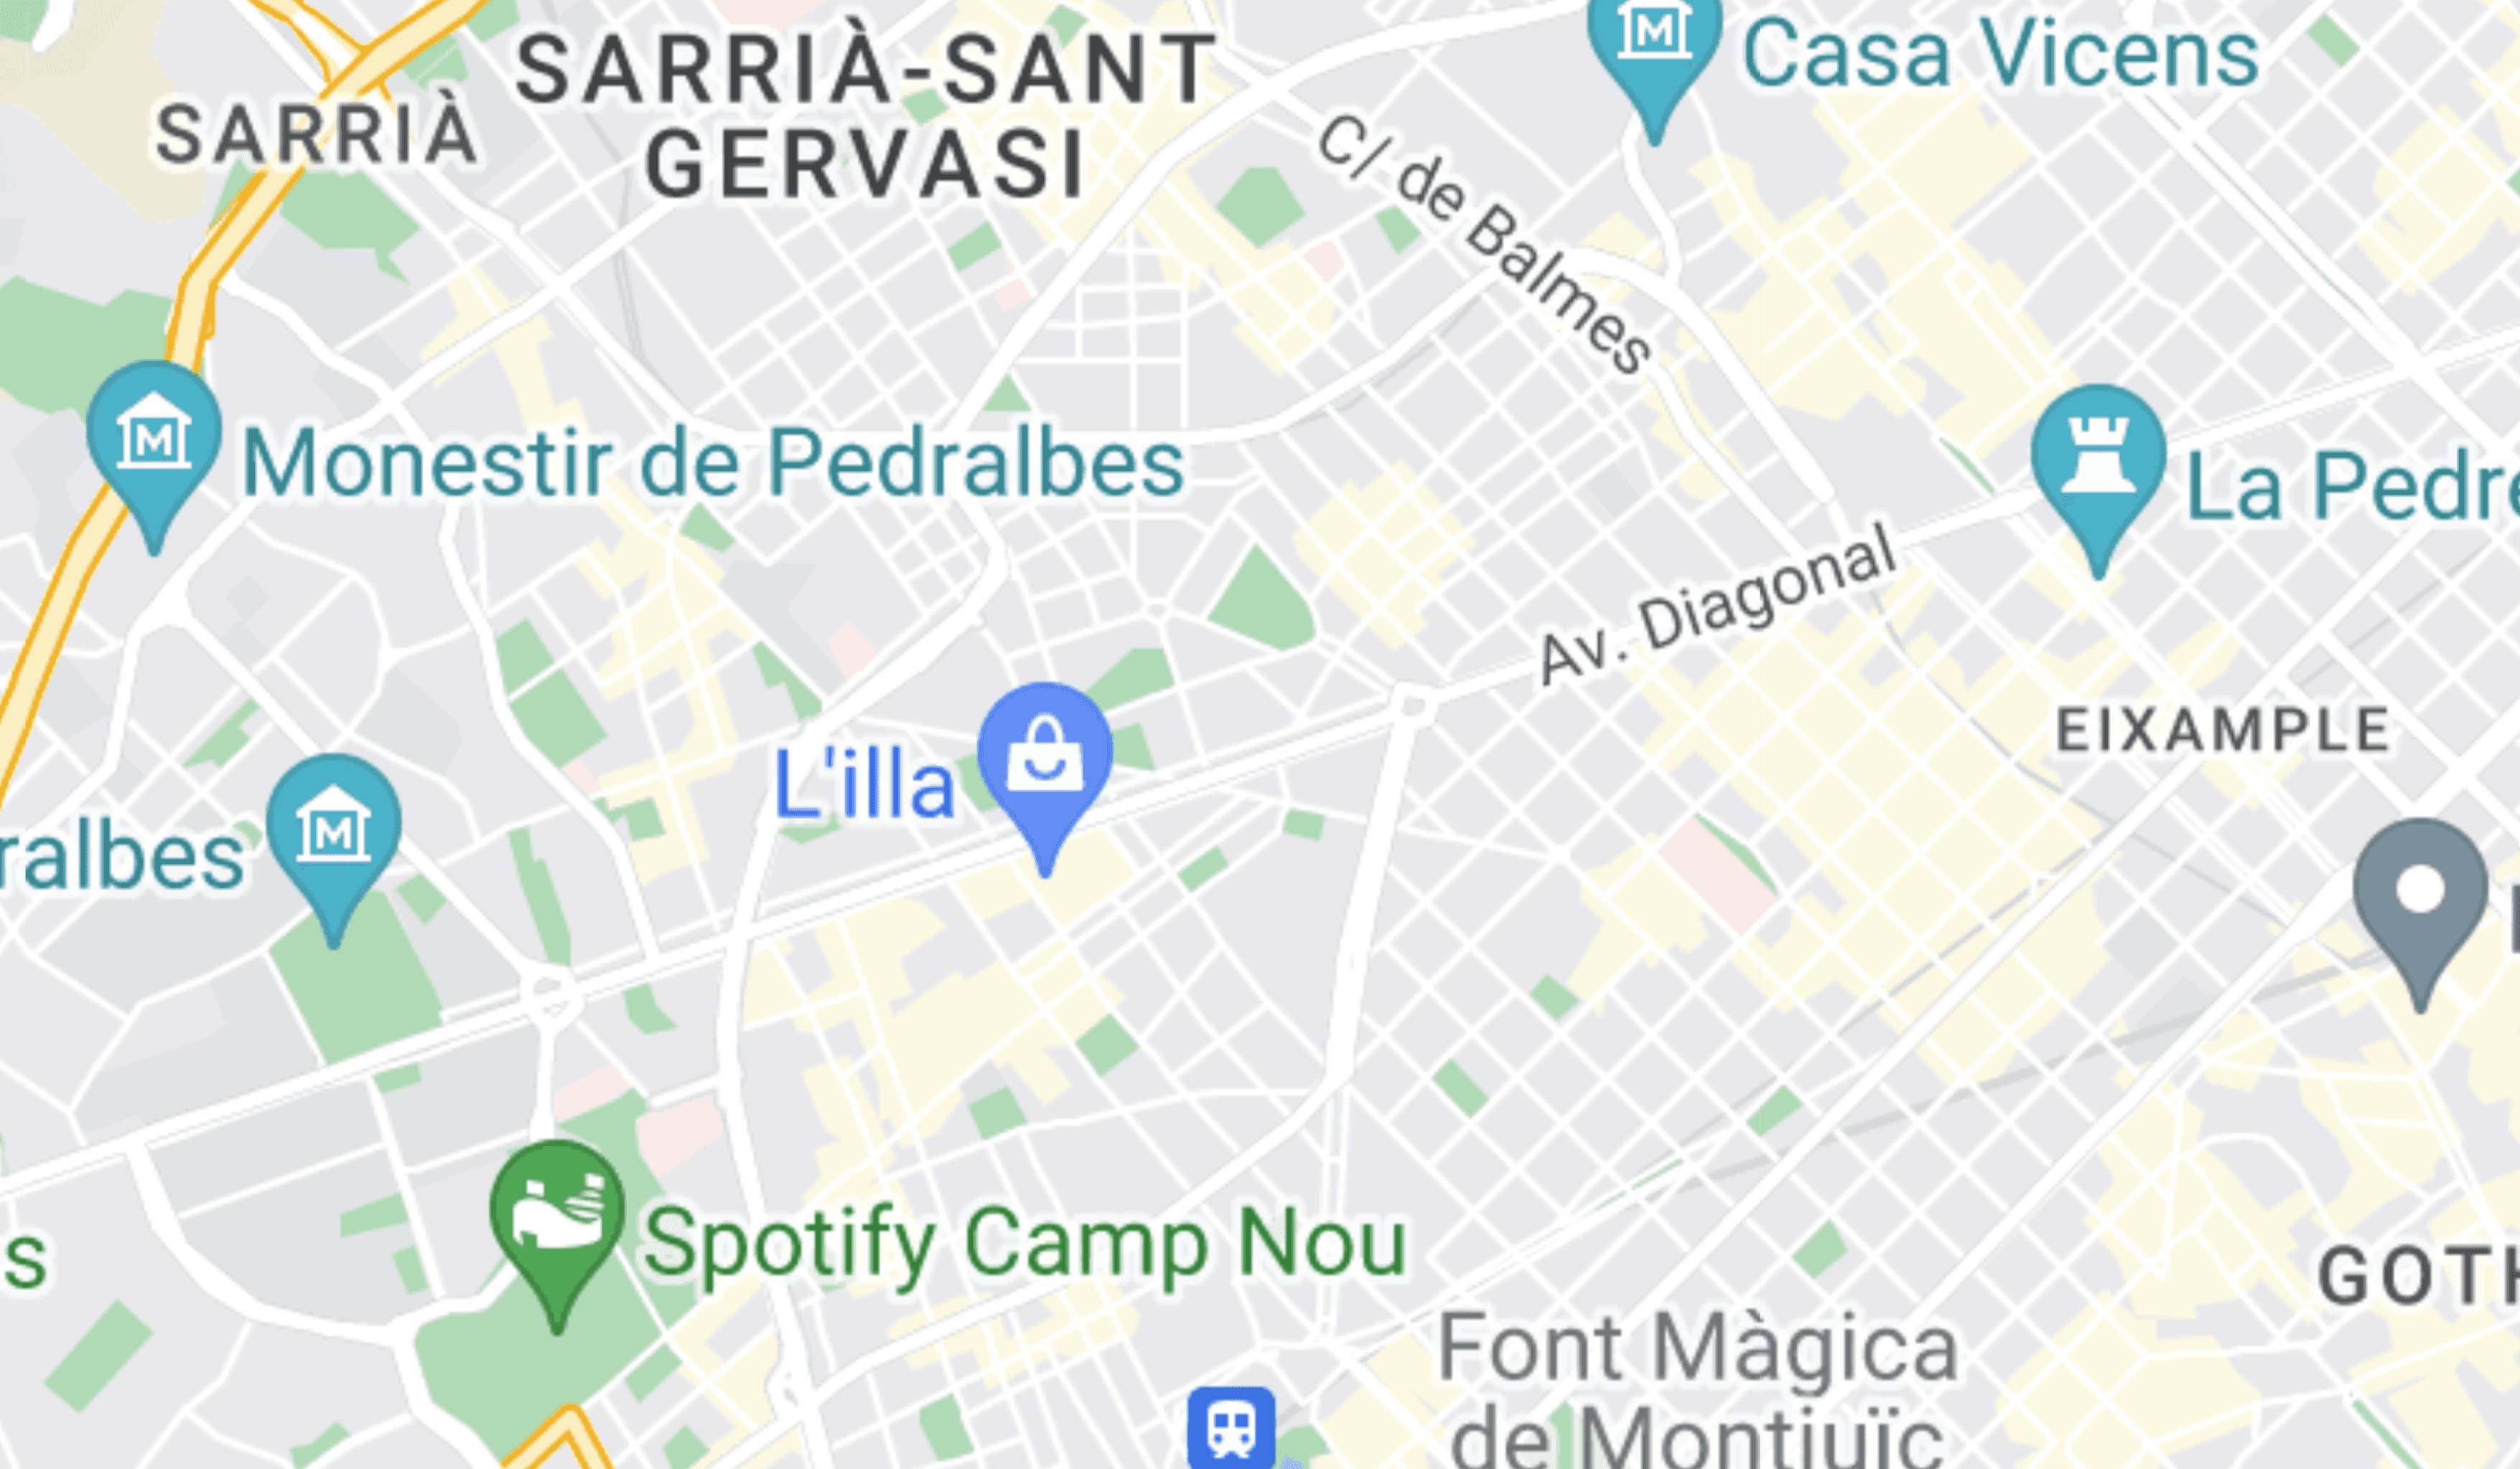 SARRIÀ-SANT
GERVASI
Casa Vicens
SARRIÀ
C/ de Balmes
Monestir de Pedralbes
La Pedre
Av. Diagonal
EIXAMPLE
L'illa
ralbes
Spotify Camp Nou
s
GOTH
Font Màgica
de Montjuïc